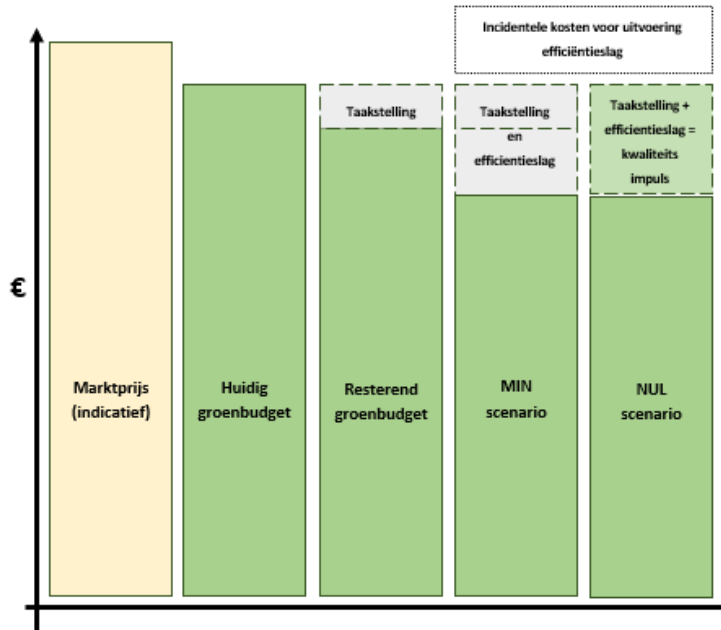 Incidentele kosten voor uitvoering
efficiëntieslag
Taakstelling
Taakstelling
en
efficientieslag
Taakstelling +
efficientieslag =
kwaliteits
impuls
€
Marktprijs
(indicatief)
Huidig
groenbudget
Resterend
groenbudget
MIN
scenario
NUL
scenario